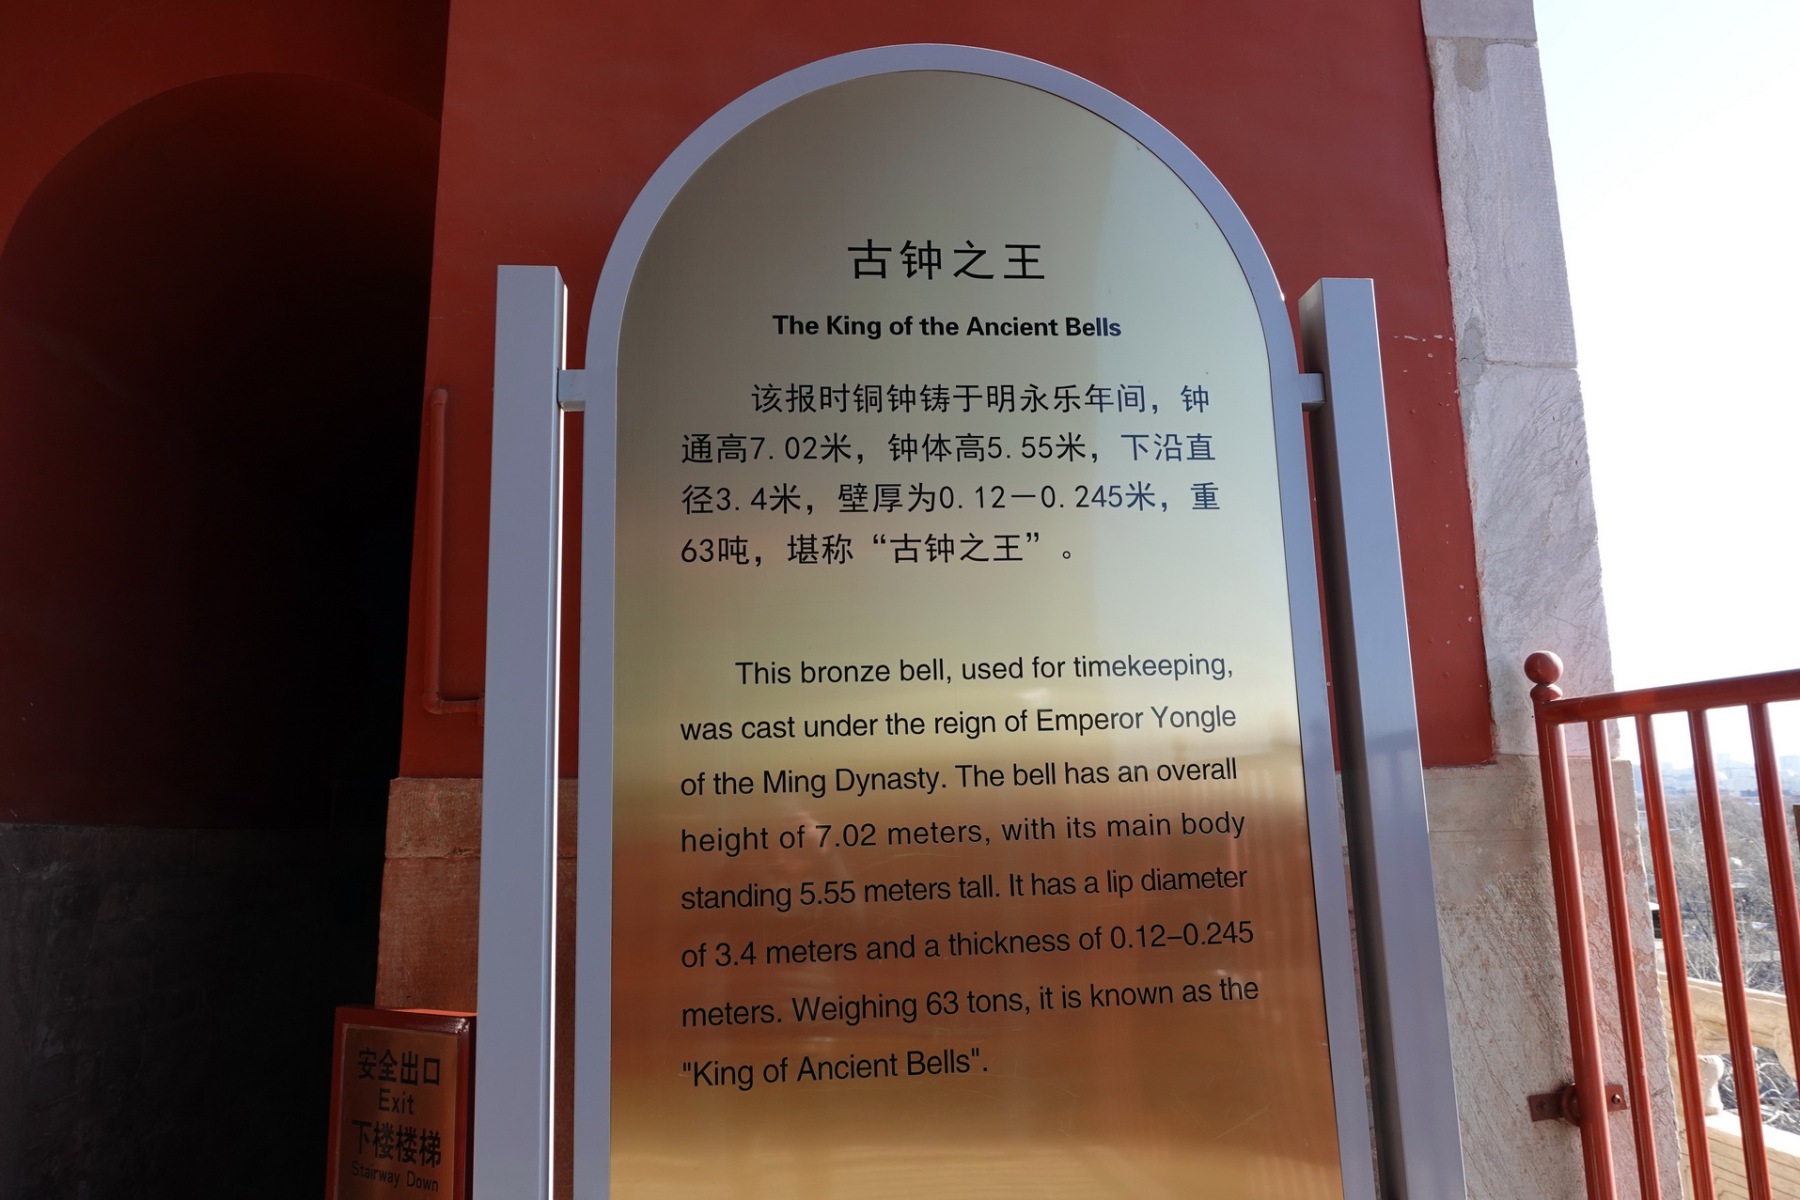 古钟之王
The King of the Ancient Bells
该报时铜钟铸于明永乐年间，钟
通高7.02米，钟体高5.55米，下沿直
径3.4米，壁厚为0.12－0.245米，重
63吨，堪称“古钟之王”。
This bronze bell, used for timekeeping,
was cast under the reign of Emperor Yongle
of the Ming Dynasty. The bell has an overall
height of 7.02 meters, with its main body
standing 5.55 meters tall. It has a lip diameter
of 3.4 meters and a thickness of 0.12–0.245
meters. Weighing 63 tons, it is known as the
"King of Ancient Bells".
安全出口
Exit
下楼楼梯
Stairway Down